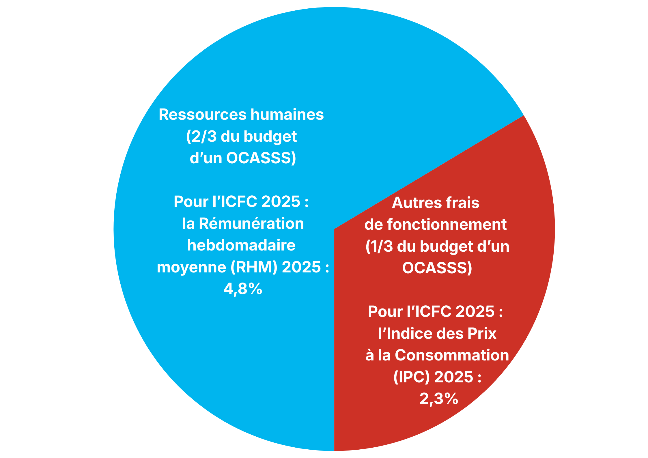 Ressources humaines
(2/3 du budget
d’un OCASSS)
Pour l’ICFC 2025 :
la Rémunération
hebdomadaire
moyenne (RHM) 2025 :
4,8%
Autres frais
de fonctionnement
(1/3 du budget d’un
OCASSS)
Pour l’ICFC 2025 :
l’Indice des Prix
à la Consommation
(IPC) 2025 :
2,3%